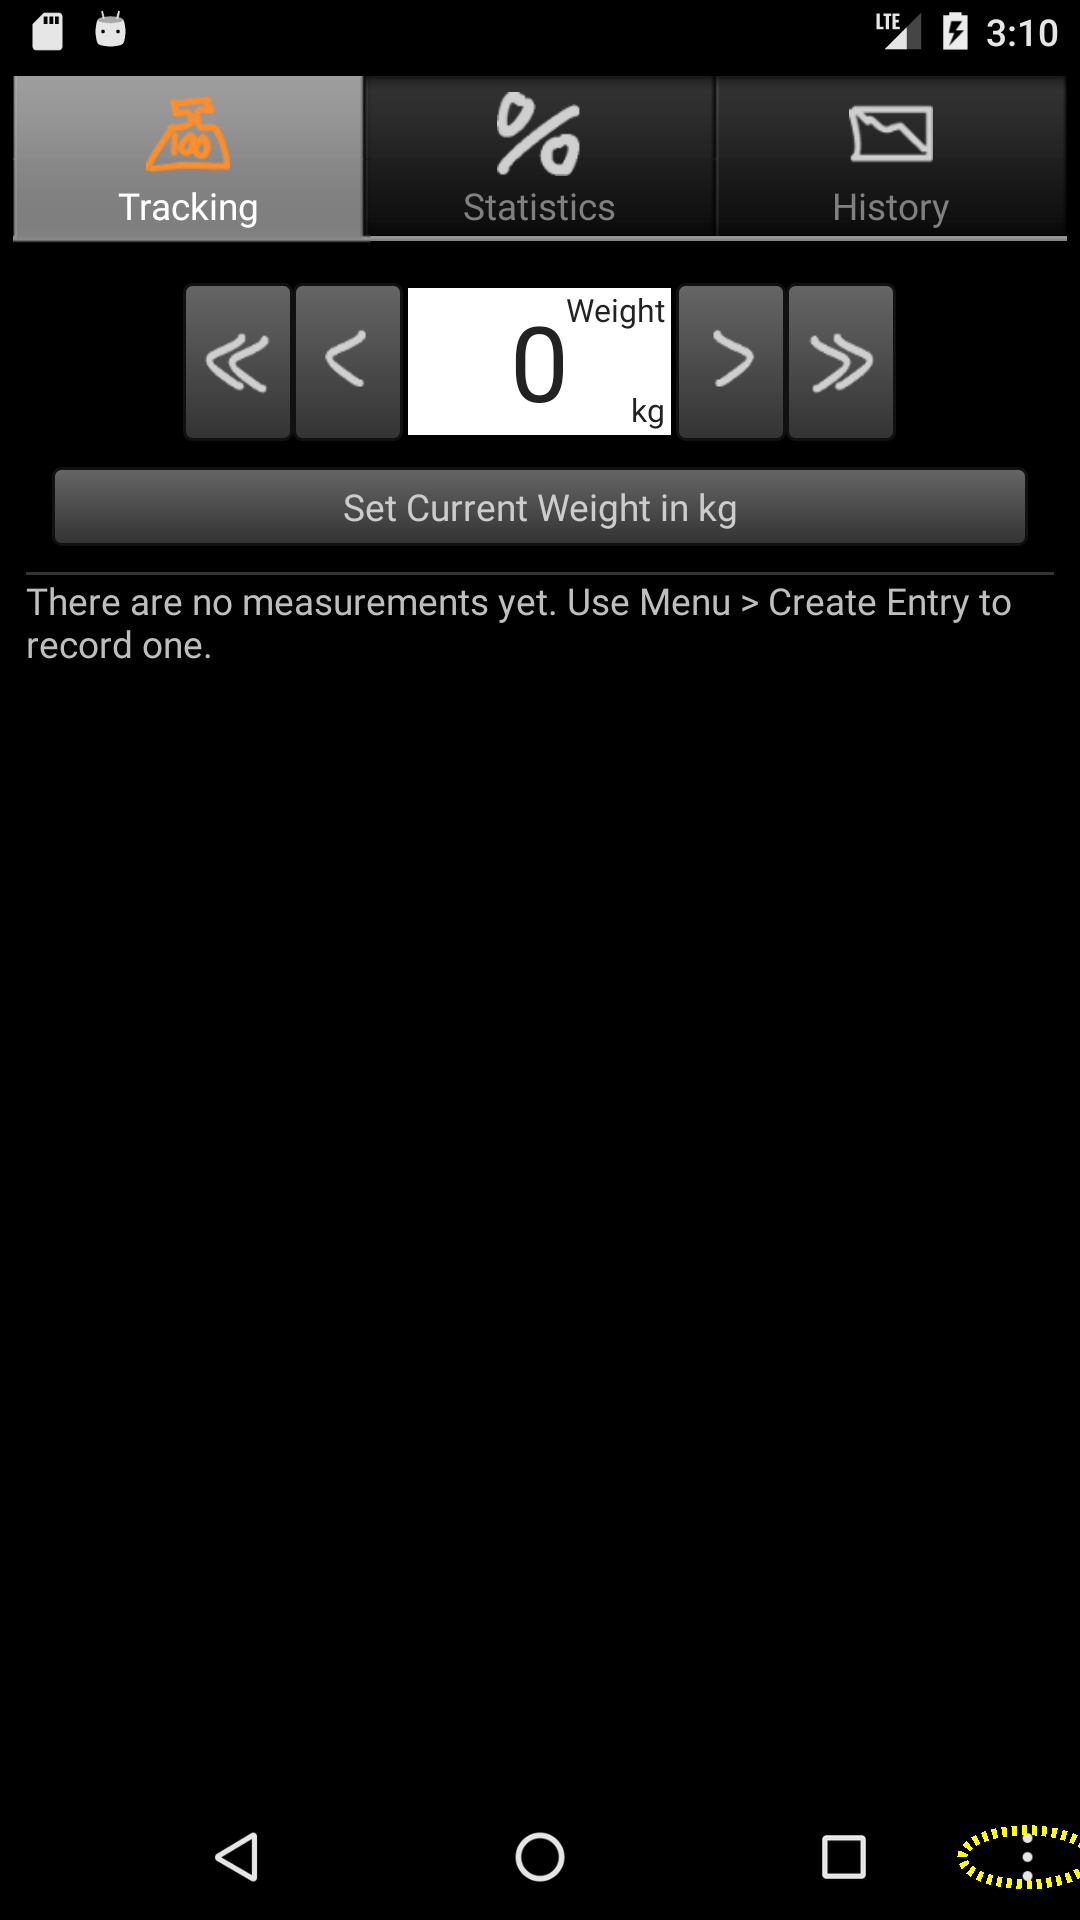 LTE 3:10
100
Tracking
Statistics
History
Weight
0
kg
Set Current Weight in kg
There are no measurements yet. Use Menu > Create Entry to
record one.